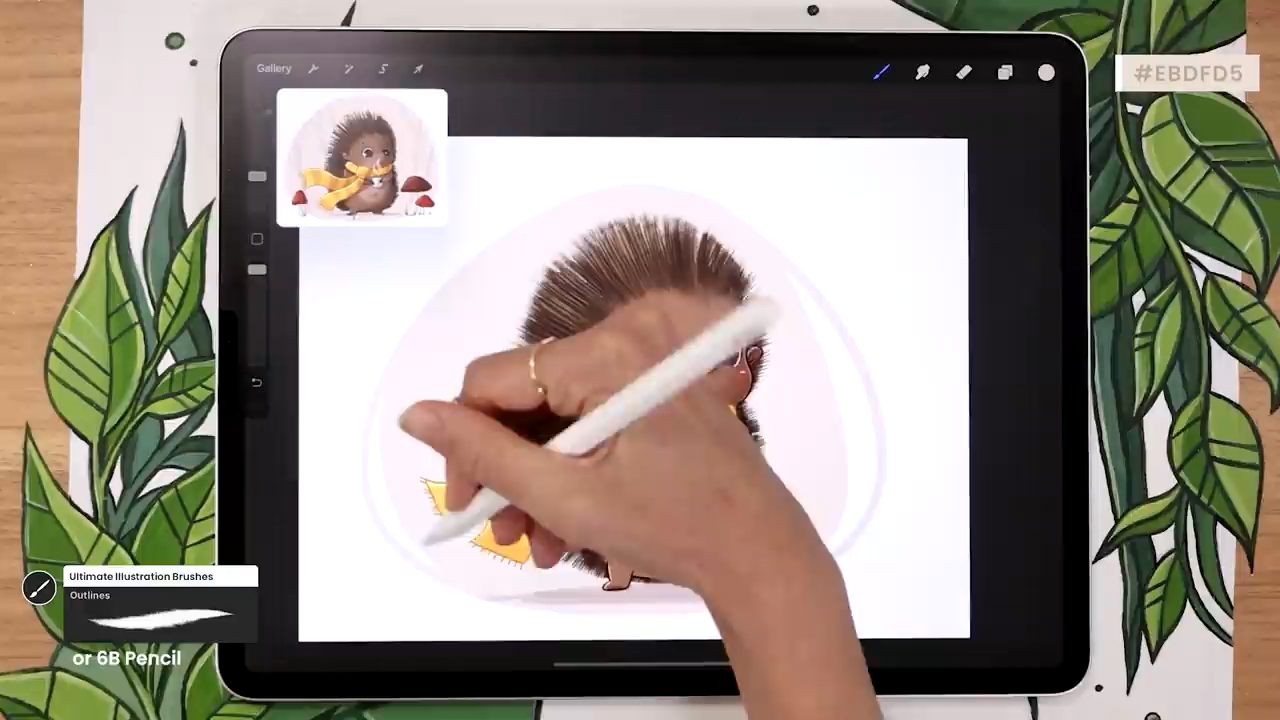 Gallery
#EBDFD5
Ultimate Illustration Brushes
Outlines
or 6B Pencil